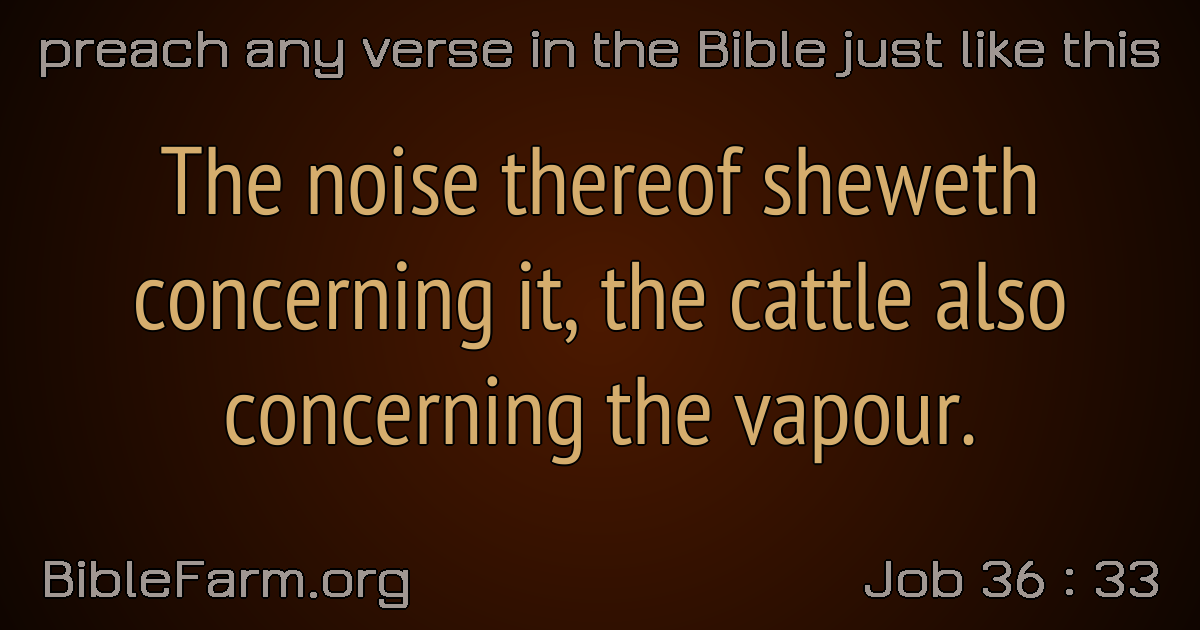 preach any verse in the Bible just like this
The noise thereof sheweth
concerning it, the cattle also
concerning the vapour.
BibleFarm.org
Job 36 : 33